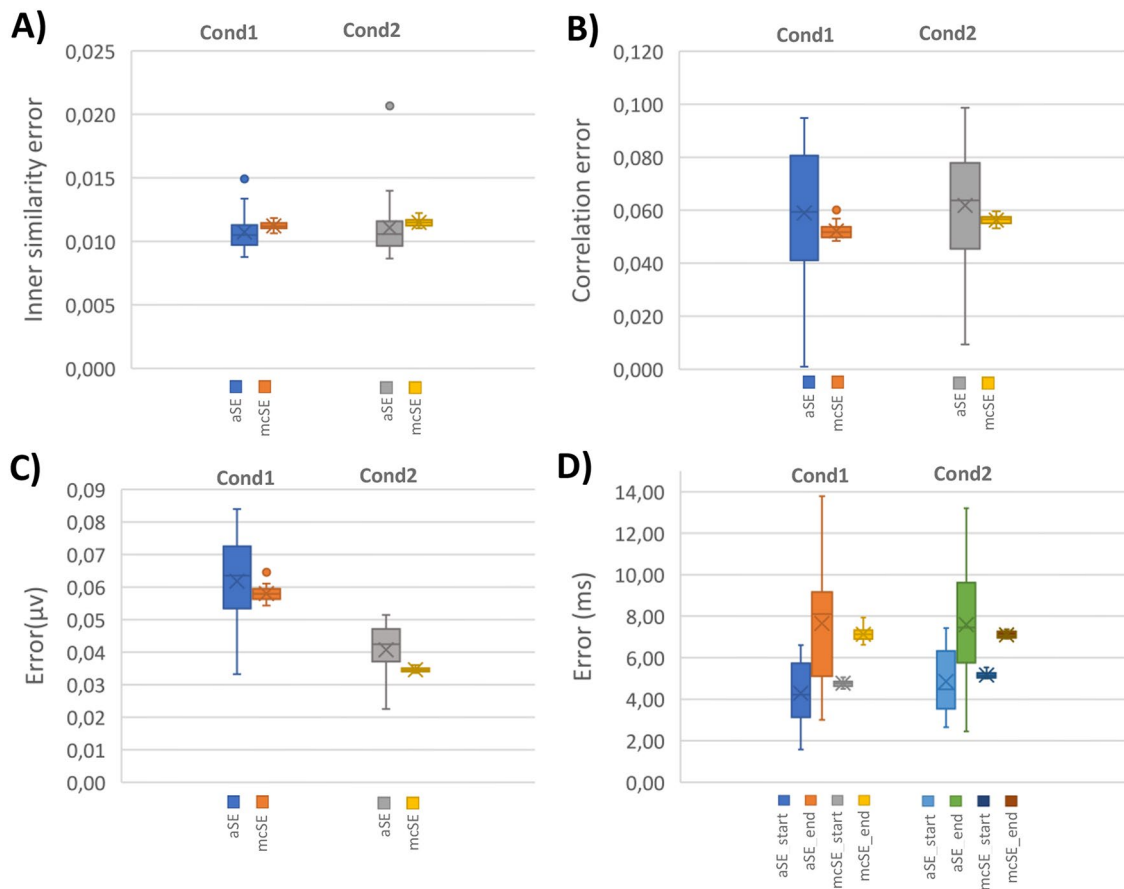 A)
Cond1
Cond2
Inner similarity error
0,025
0,020
0,015
0,010
0,005
0,000
aSE
mcSE
aSE
mcSE
B)
Cond1
Cond2
Correlation error
0,120
0,100
0,080
0,060
0,040
0,020
0,000
aSE
mcSE
aSE
mcSE
C)
Cond1
Cond2
Error(μv)
0,09
0,08
0,07
0,06
0,05
0,04
0,03
0,02
0,01
0,00
aSE
mcSE
aSE
mcSE
D)
Cond1
Cond2
Error (ms)
14,00
12,00
10,00
8,00
6,00
4,00
2,00
0,00
aSE_start
aSE_end
mcSE_start
mcSE_end
aSE_start
aSE_end
mcSE_start
mcSE_end